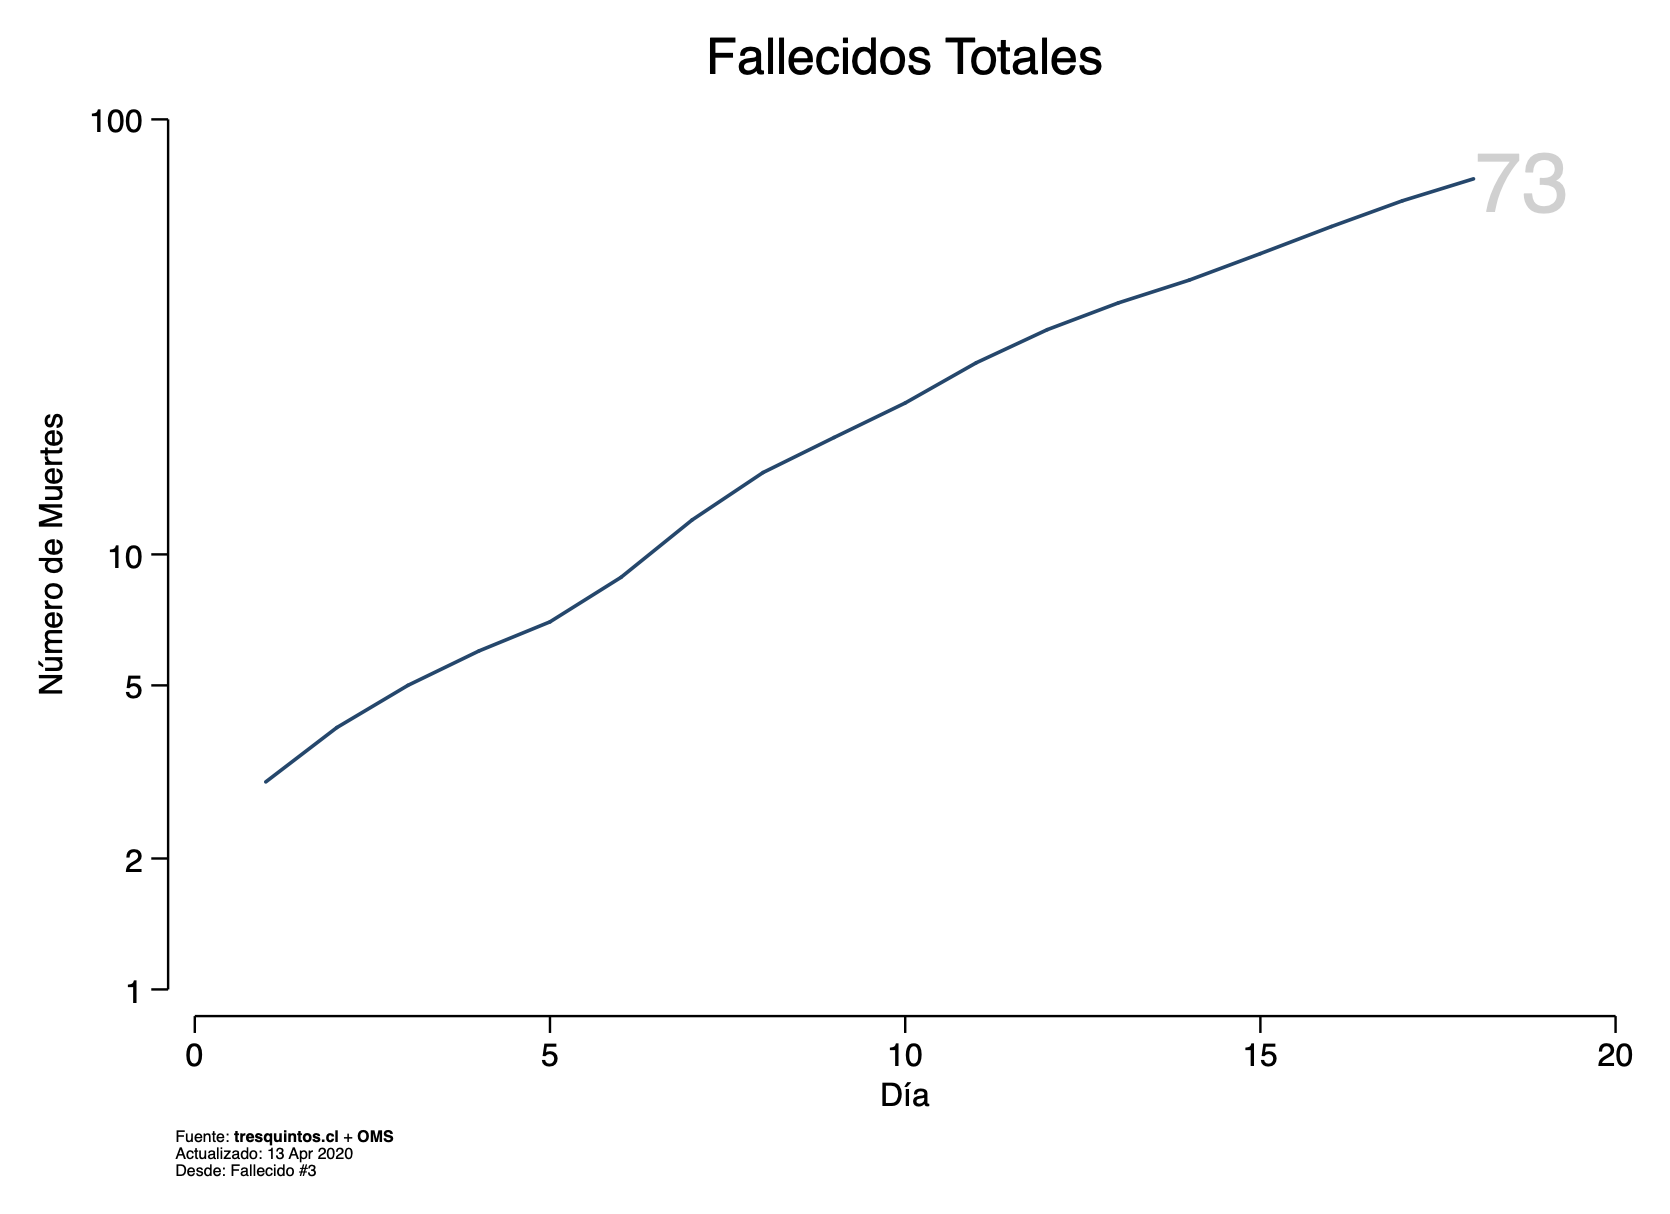 Fallecidos Totales
100
73
10
5
2
1
Número de Muertes
0 5 10 15 20
Día
Fuente: tresquintos.cl + OMS
Actualizado: 13 Apr 2020
Desde: Fallecido #3